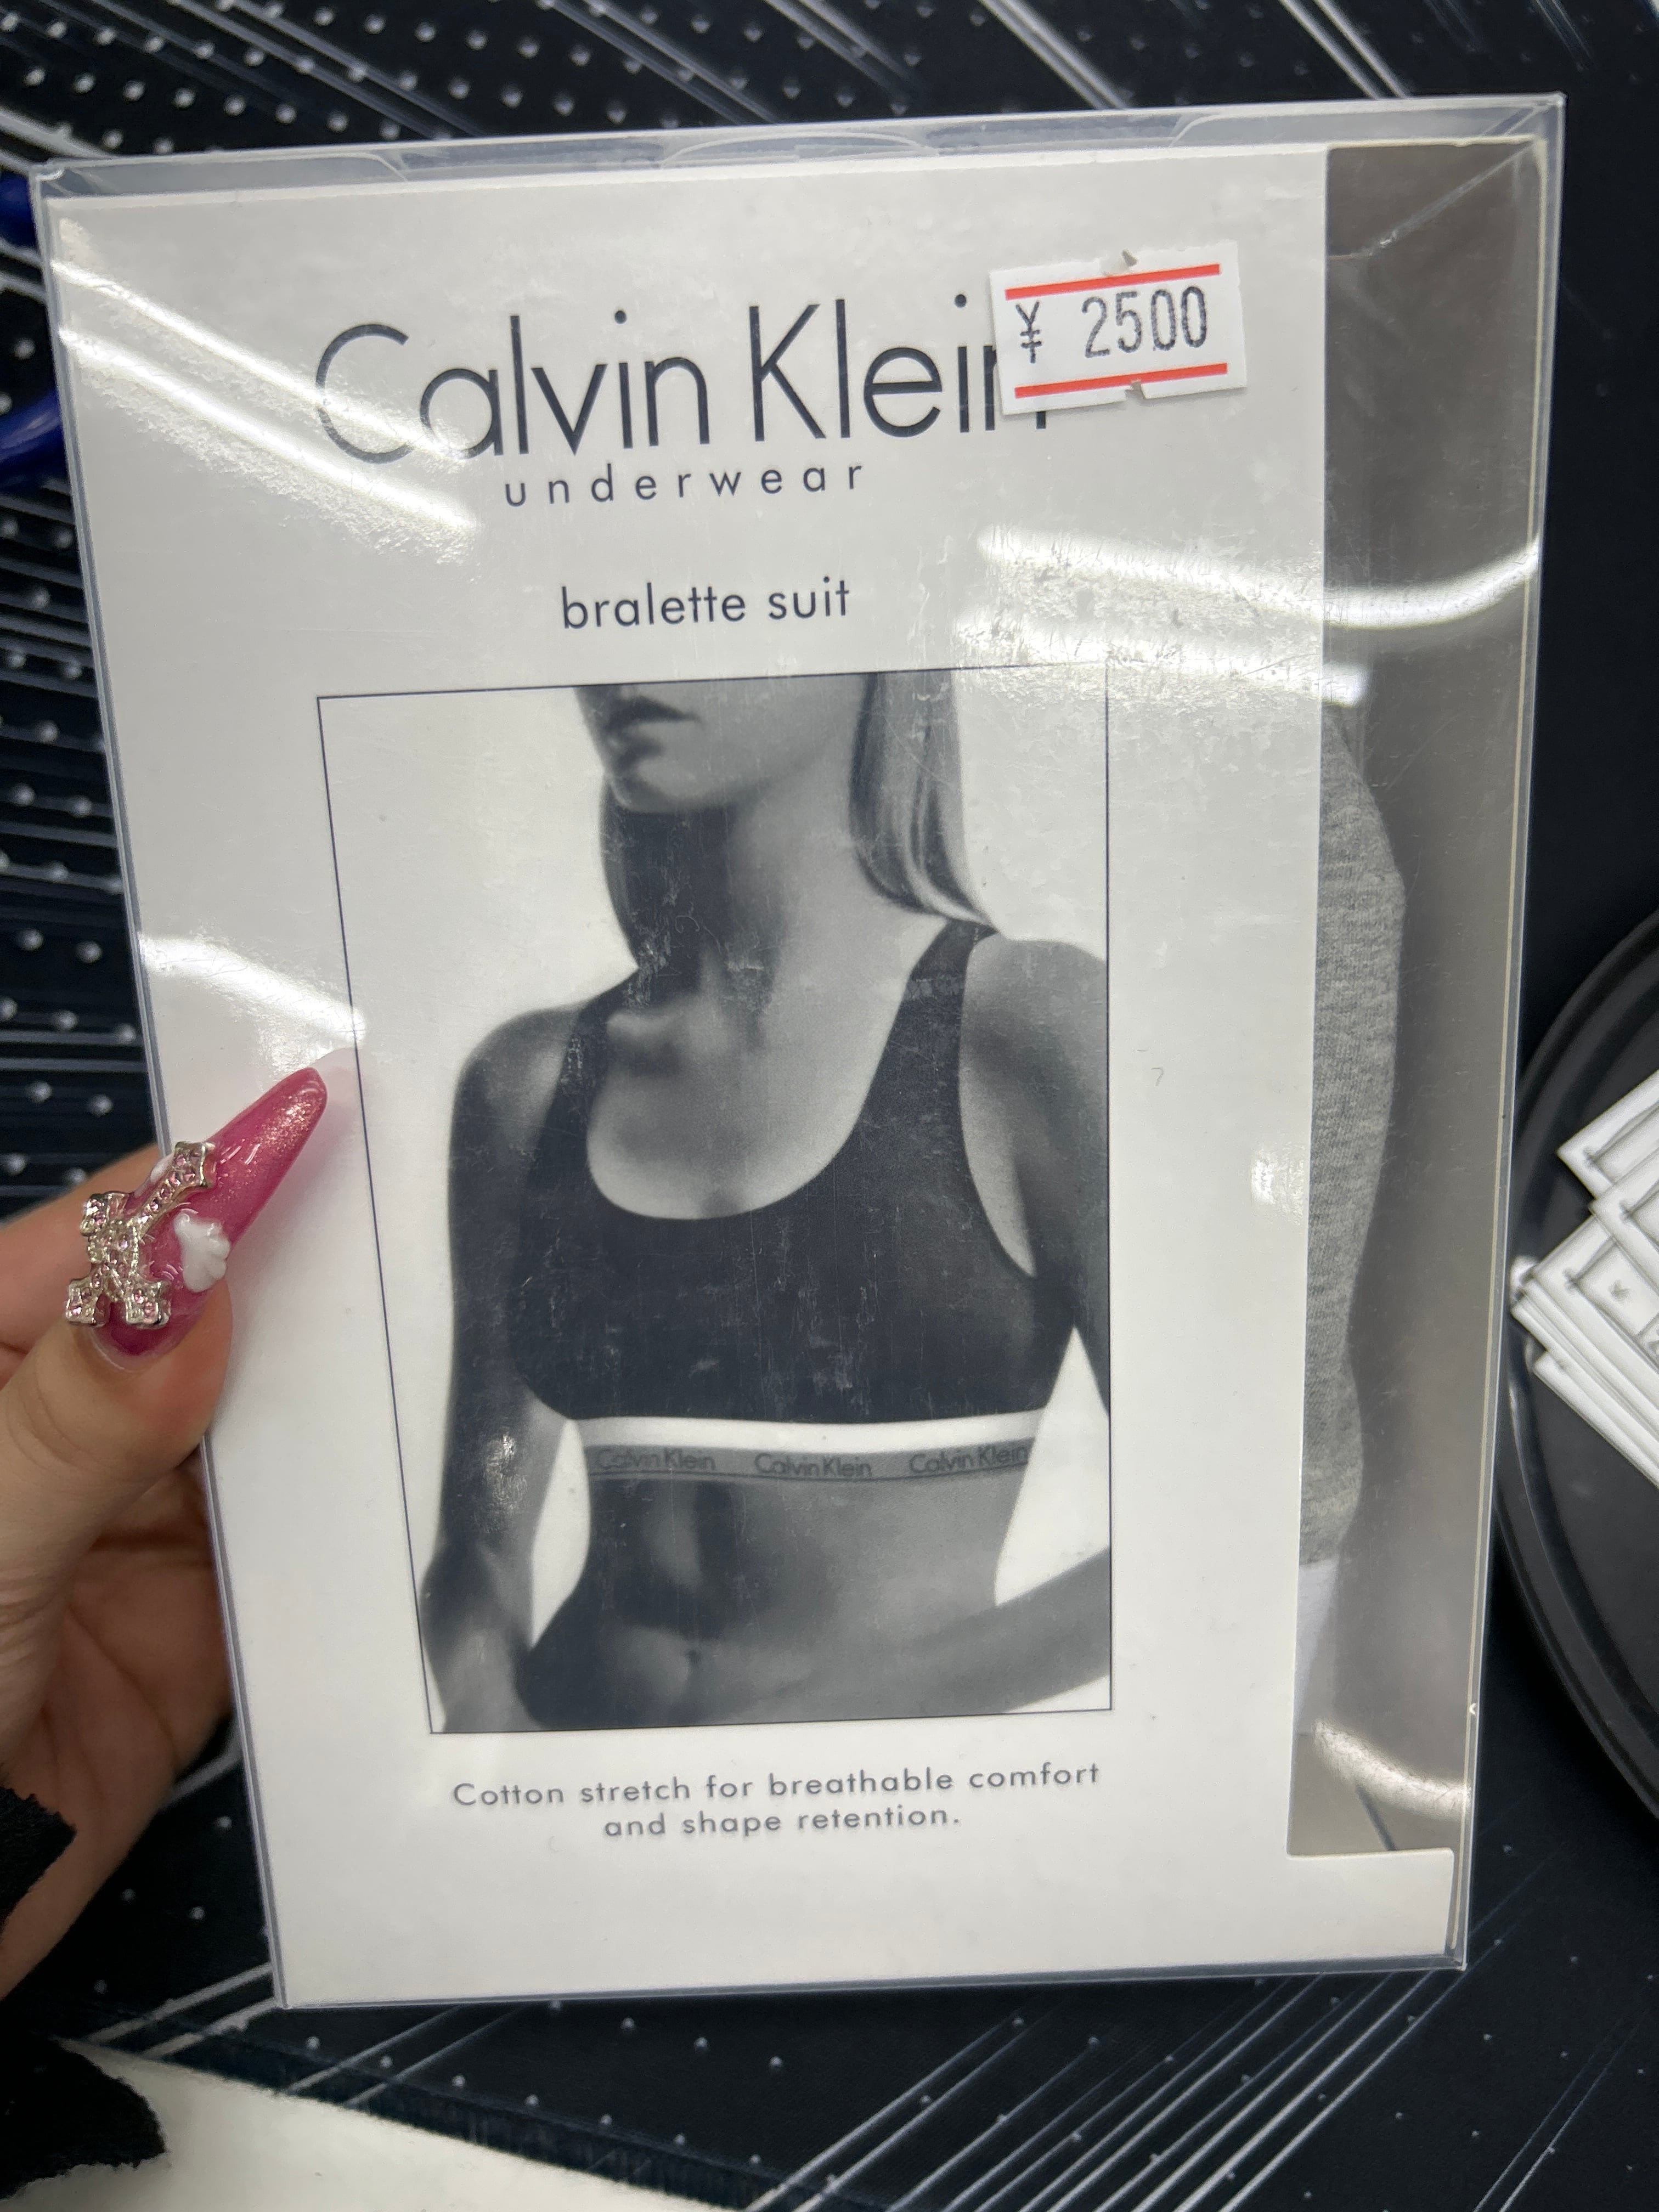 Calvin Klein
¥ 2500
underwear
bralette suit
Calvin Klein Calvin Klein Calvin Klein
Cotton stretch for breathable comfort
and shape retention.